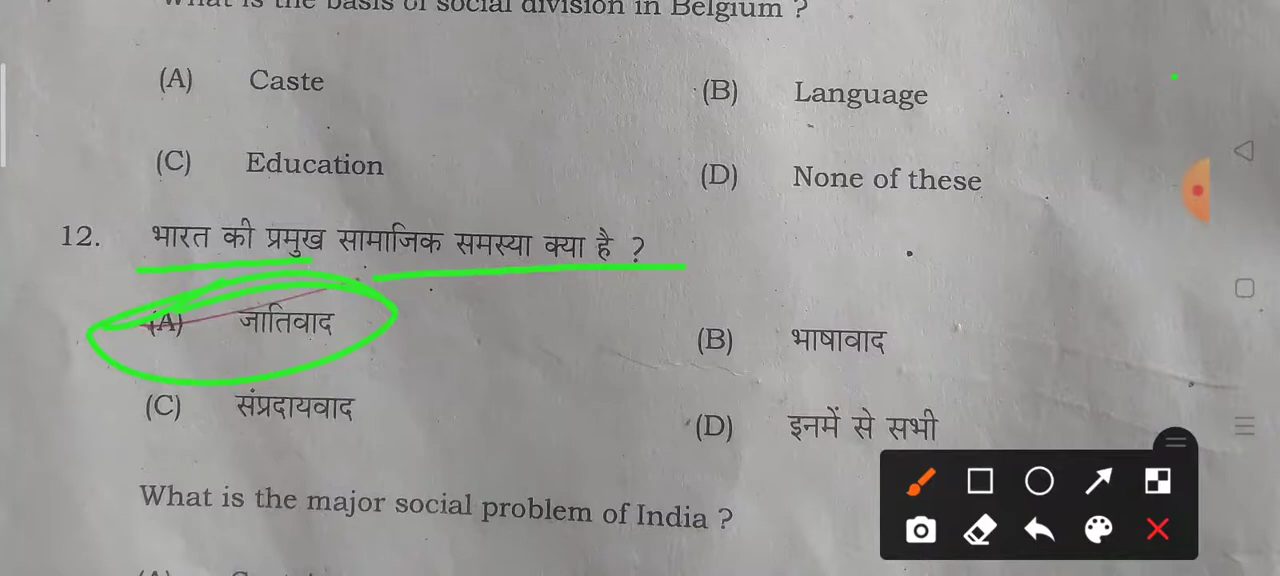 What is the basis of social division in Belgium ?
(A) Caste
(B) Language
(C) Education
(D) None of these
12. भारत की प्रमुख सामाजिक समस्या क्या है ?
(A) जातिवाद
(B) भाषावाद
(C) संप्रदायवाद
(D) इनमें से सभी
What is the major social problem of India ?